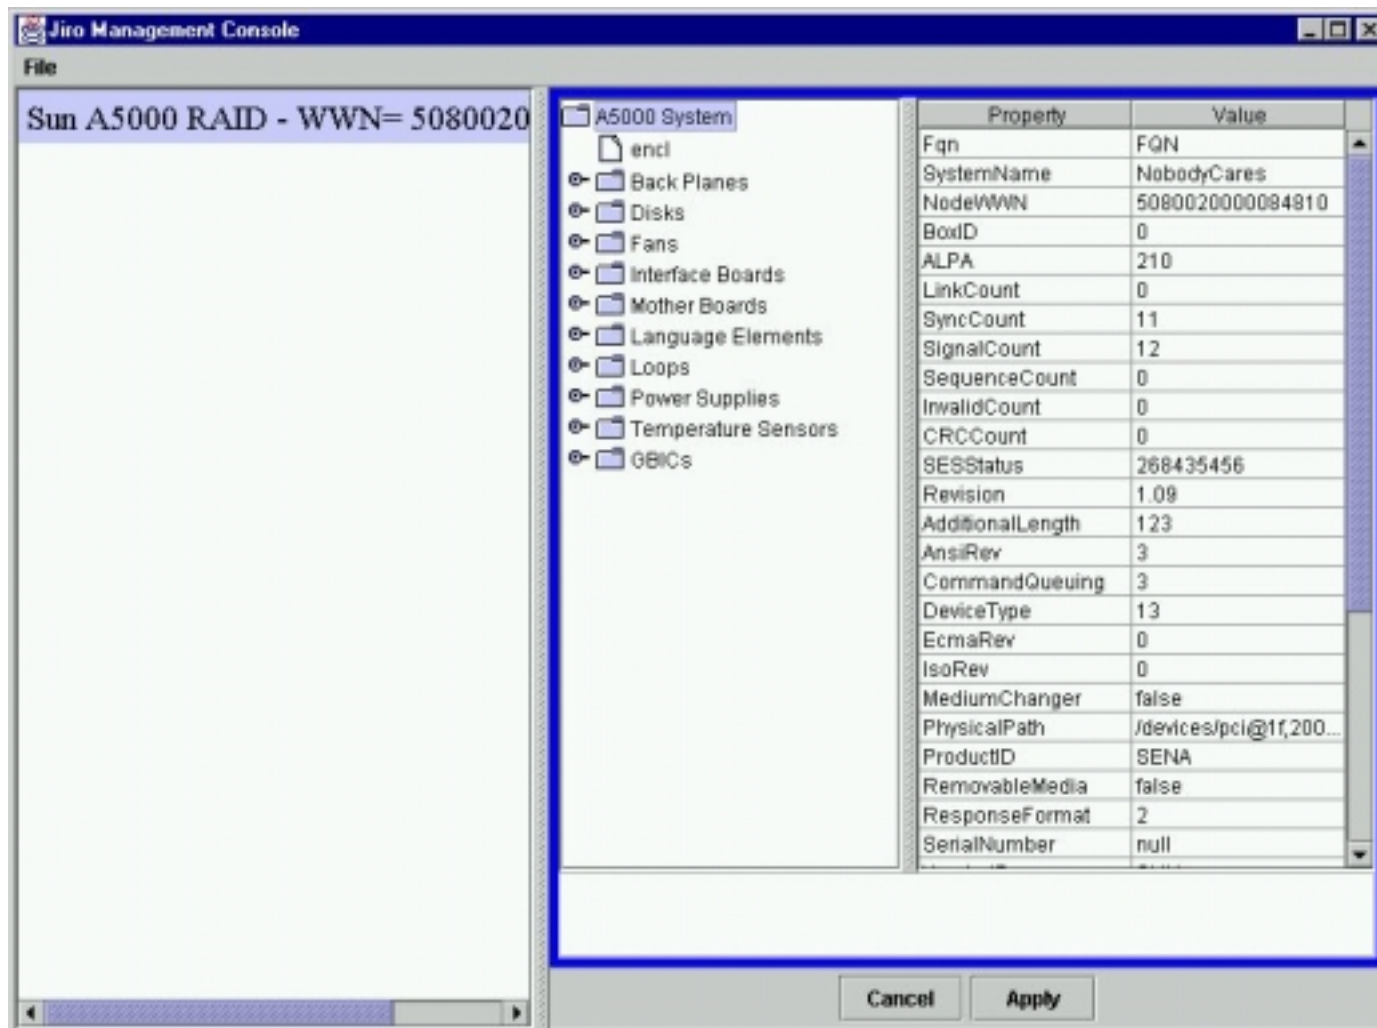 Jiro Management Console
File
Sun A5000 RAID - WWN= 5080020
A5000 System
encl
Back Planes
Disks
Fans
Interface Boards
Mother Boards
Language Elements
Loops
Power Supplies
Temperature Sensors
GBICs
Property Value
Fqn FQN
SystemName NobodyCares
NodeWWN 5080020000084810
BoxID 0
ALPA 210
LinkCount 0
SyncCount 11
SignalCount 12
SequenceCount 0
InvalidCount 0
CRCCount 0
SESStatus 268435456
Revision 1.09
AdditionalLength 123
AnsiRev 3
CommandQueuing 3
DeviceType 13
EcmaRev 0
IsoRev 0
MediumChanger false
PhysicalPath /devices/pci@1f,200...
ProductID SENA
RemovableMedia false
ResponseFormat 2
SerialNumber null
Cancel Apply